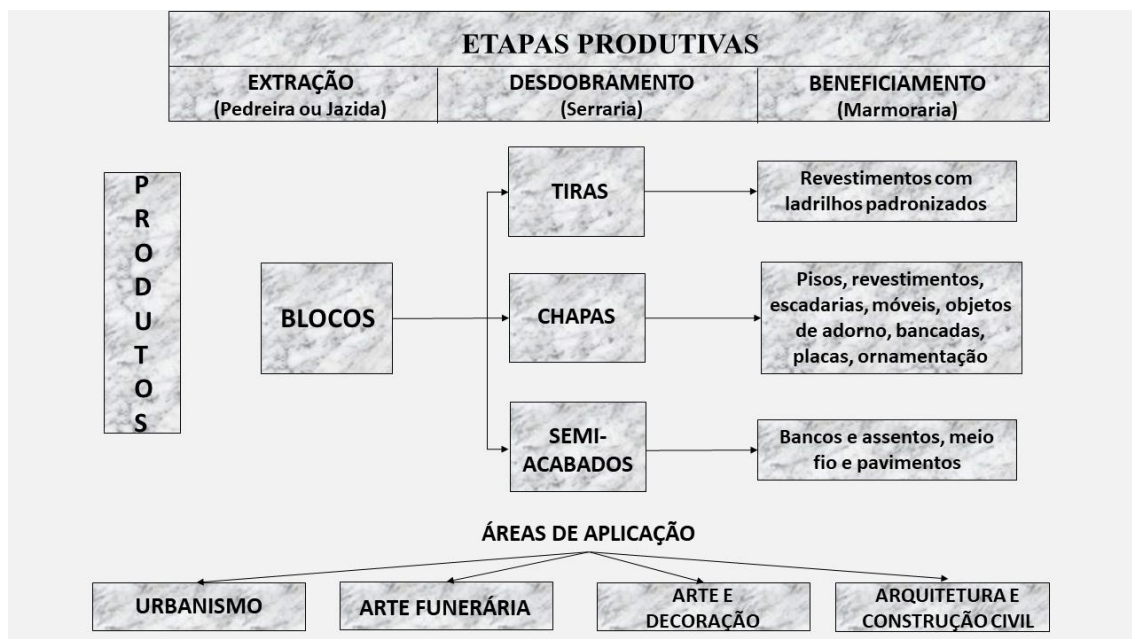 ETAPAS PRODUTIVAS
EXTRAÇÃO
(Pedreira ou Jazida)
DESDOBRAMENTO
(Serraria)
BENEFICIAMENTO
(Marmoraria)
P
R
O
D
U
T
O
S
BLOCOS
TIRAS
Revestimentos com
ladrilhos padronizados
CHAPAS
Pisos, revestimentos,
escadarias, móveis, objetos
de adorno, bancadas,
placas, ornamentação
SEMI-
ACABADOS
Bancos e assentos, meio
fio e pavimentos
ÁREAS DE APLICAÇÃO
URBANISMO
ARTE FUNERÁRIA
ARTE E
DECORAÇÃO
ARQUITETURA E
CONSTRUÇÃO CIVIL